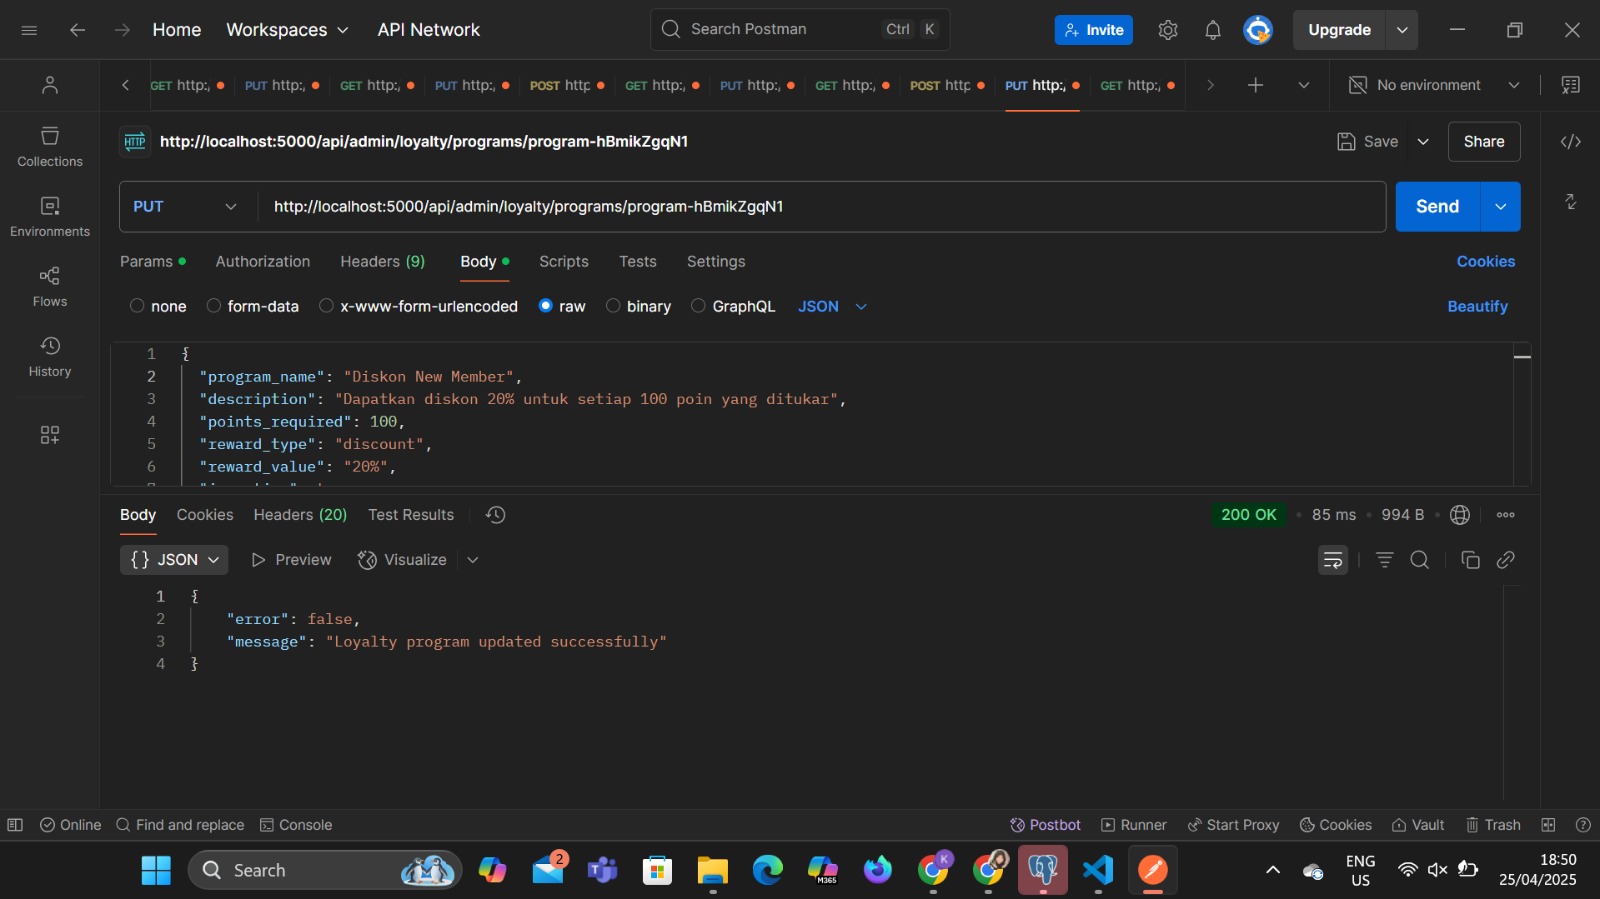 Home Workspaces API Network Search Postman Ctrl K Invite Upgrade
GET http:, PUT http:, GET http:, PUT http:, POST http GET http:, PUT http:, GET http:, POST http PUT http:, GET http:, No environment
HTTP http://localhost:5000/api/admin/loyalty/programs/program-hBmikZgqN1 Save Share
PUT http://localhost:5000/api/admin/loyalty/programs/program-hBmikZgqN1 Send
Collections
Environments
Flows
History
Params Authorization Headers (9) Body Scripts Tests Settings Cookies
none form-data x-www-form-urlencoded raw binary GraphQL JSON Beautify
1 {
2 "program_name": "Diskon New Member",
3 "description": "Dapatkan diskon 20% untuk setiap 100 poin yang ditukar",
4 "points_required": 100,
5 "reward_type": "discount",
6 "reward_value": "20%",
Body Cookies Headers (20) Test Results 200 OK 85 ms 994 B
{} JSON Preview Visualize
1 {
2 "error": false,
3 "message": "Loyalty program updated successfully"
4 }
Online Find and replace Console Postbot Runner Start Proxy Cookies Vault Trash
Search 2 M365 K ENG US 18:50
25/04/2025